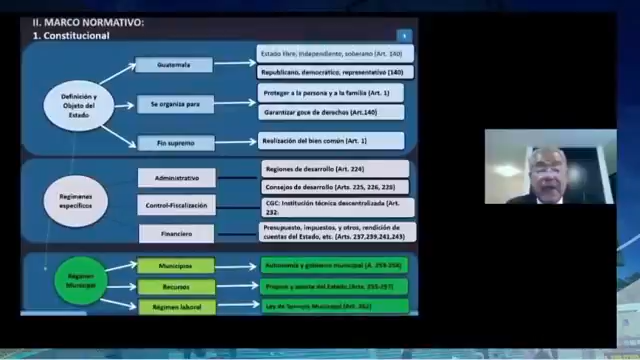 II. MARCO NORMATIVO:
1. Constitucional
Definición y
Objeto del
Estado
Guatemala
Estado libre, independiente, soberano (Art. 140)
Republicano, democrático, representativo (140)
Se organiza para
Proteger a la persona y a la familia (Art. 1)
Garantizar goce de derechos (Art.140)
Fin supremo
Realización del bien común (Art. 1)
Regímenes
específicos
Administrativo
Regiones de desarrollo (Art. 224)
Consejos de desarrollo (Arts. 225, 226, 228)
Control-Fiscalización
CGC: Institución técnica descentralizada (Art.
232:
Financiero
Presupuesto, impuestos, y otros, rendición de
cuentas del Estado, etc. (Arts. 237,239,241,243)
Régimen
Municipal
Municipios
Autonomía y gobierno municipal (A.
Recursos
Propios y aporte del Estado (Arts.
Régimen laboral
Ley de Servicio Municipal (Art. 262)